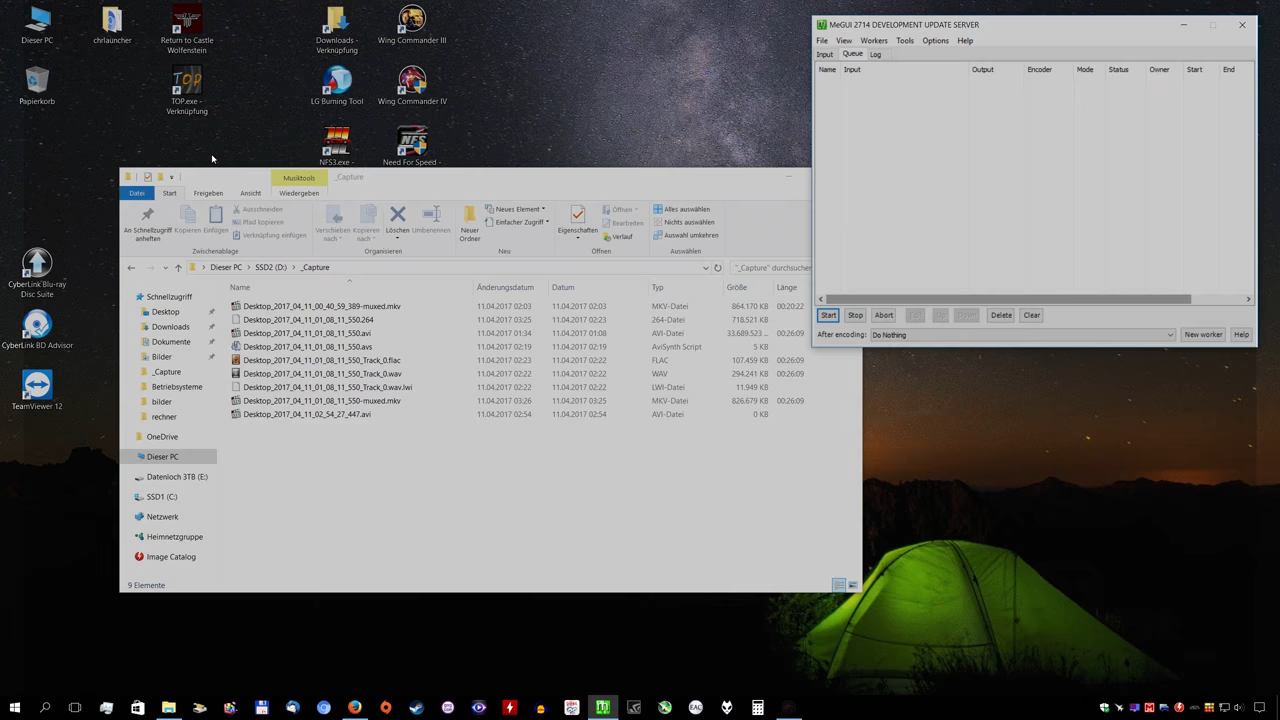 Dieser PC
chrlauncher
Return to Castle
Wolfenstein
Downloads -
Verknüpfung
Wing Commander III
Papierkorb
TOP
TOP.exe -
Verknüpfung
LG Burning Tool
Wing Commander IV
NFS3.exe -
Need For Speed -
CyberLink Blu-ray
Disc Suite
CyberLink BD Advisor
TeamViewer 12
MeGUI 2714 DEVELOPMENT UPDATE SERVER
File View Workers Tools Options Help
Input Queue Log
Name Input Output Encoder Mode Status Owner Start End
Start Stop Abort Edit Up Down Delete Clear
After encoding: Do Nothing New worker Help
Musiktools _Capture
Datei Start Freigeben Ansicht Wiedergeben
An Schnellzugriff
anheften
Kopieren
Einfügen
Ausschneiden
Pfad kopieren
Verknüpfung einfügen
Zwischenablage
Verschieben
nach
Kopieren
nach
Löschen
Umbenennen
Organisieren
Neuer
Ordner
Neues Element
Einfacher Zugriff
Neu
Eigenschaften
Öffnen
Bearbeiten
Verlauf
Öffnen
Alles auswählen
Nichts auswählen
Auswahl umkehren
Auswählen
Dieser PC > SSD2 (D:) > _Capture
"_Capture" durchsuchen
Name Änderungsdatum Datum Typ Größe Länge
Desktop_2017_04_11_00_40_59_389-muxed.mkv 11.04.2017 02:03 11.04.2017 02:03 MKV-Datei 864.170 KB 00:20:22
Desktop_2017_04_11_01_08_11_550.264 11.04.2017 03:25 11.04.2017 02:23 264-Datei 718.521 KB
Desktop_2017_04_11_01_08_11_550.avi 11.04.2017 01:34 11.04.2017 01:08 AVI-Datei 33.689.523 ... 00:26:09
Desktop_2017_04_11_01_08_11_550.avs 11.04.2017 02:19 11.04.2017 02:19 AviSynth Script 5 KB
Desktop_2017_04_11_01_08_11_550_Track_0.flac 11.04.2017 02:22 11.04.2017 02:22 FLAC 107.459 KB 00:26:09
Desktop_2017_04_11_01_08_11_550_Track_0.wav 11.04.2017 02:22 11.04.2017 02:22 WAV 294.241 KB 00:26:09
Desktop_2017_04_11_01_08_11_550_Track_0.wav.lwi 11.04.2017 02:22 11.04.2017 02:22 LWI-Datei 11.949 KB
Desktop_2017_04_11_01_08_11_550-muxed.mkv 11.04.2017 03:26 11.04.2017 03:25 MKV-Datei 826.679 KB 00:26:09
Desktop_2017_04_11_02_54_27_447.avi 11.04.2017 02:54 11.04.2017 02:54 AVI-Datei 0 KB
Schnellzugriff
Desktop
Downloads
Dokumente
Bilder
_Capture
Betriebsysteme
bilder
rechner
OneDrive
Dieser PC
Datenloch 3TB (E:)
SSD1 (C:)
Netzwerk
Heimnetzgruppe
Image Catalog
9 Elemente
EAC